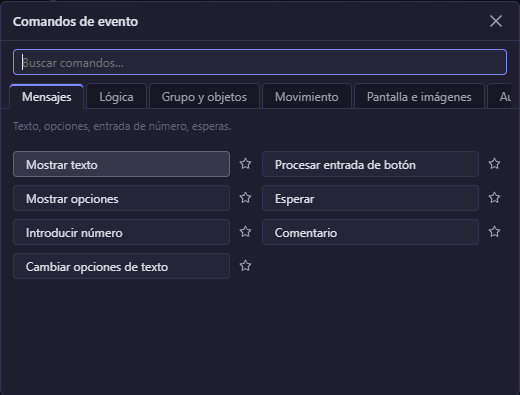 Comandos de evento
Buscar comandos...
Mensajes Lógica Grupo y objetos Movimiento Pantalla e imágenes
Texto, opciones, entrada de número, esperas.
Mostrar texto Procesar entrada de botón
Mostrar opciones Esperar
Introducir número Comentario
Cambiar opciones de texto